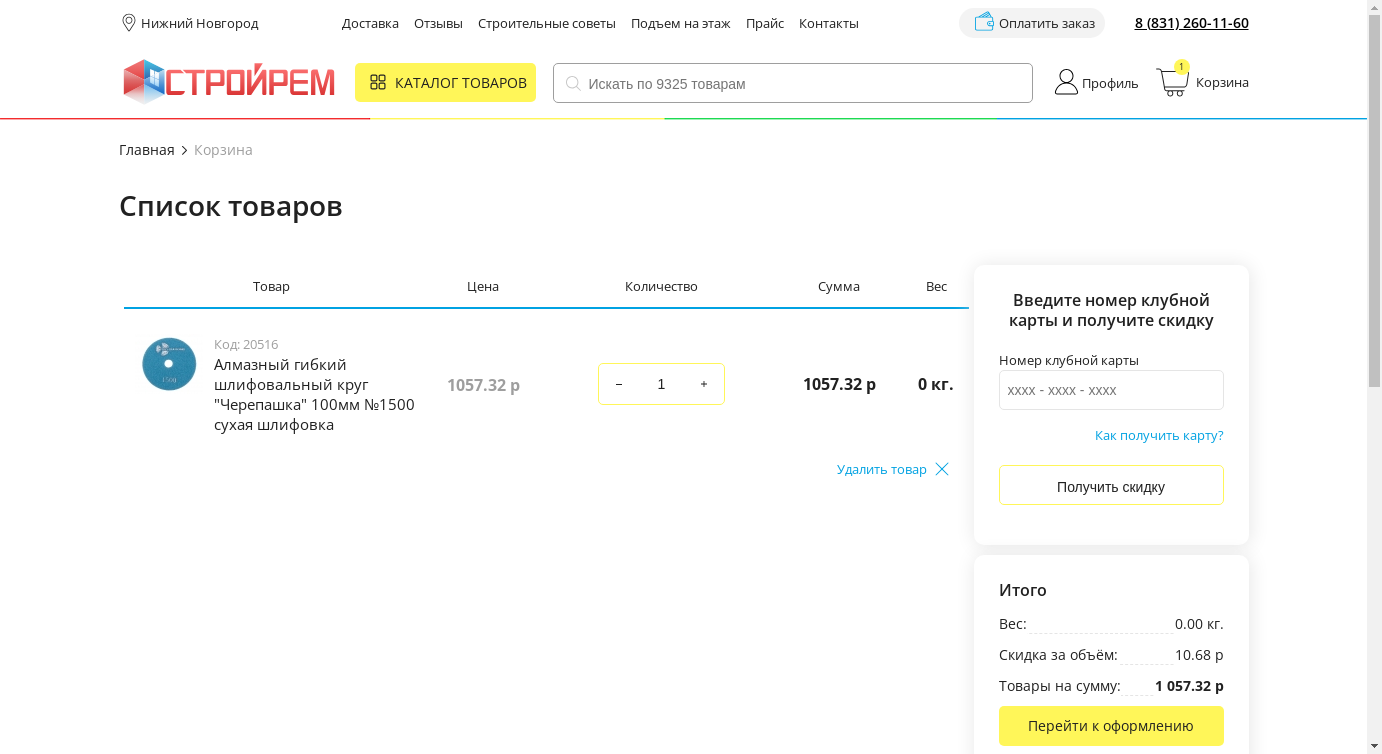 Нижний Новгород
Доставка Отзывы Строительные советы Подъем на этаж Прайс Контакты
Оплатить заказ
8 (831) 260-11-60
СТРОЙРЕМ
КАТАЛОГ ТОВАРОВ
Искать по 9325 товарам
Профиль
1
Корзина
Главная > Корзина
Список товаров
Товар Цена Количество Сумма Вес
Код: 20516
Алмазный гибкий
шлифовальный круг
"Черепашка" 100мм №1500
сухая шлифовка
1057.32 р
− 1 +
1057.32 р
0 кг.
Удалить товар
Введите номер клубной
карты и получите скидку
Номер клубной карты
xxxx - xxxx - xxxx
Как получить карту?
Получить скидку
Итого
Вес: 0.00 кг.
Скидка за объём: 10.68 р
Товары на сумму: 1 057.32 р
Перейти к оформлению